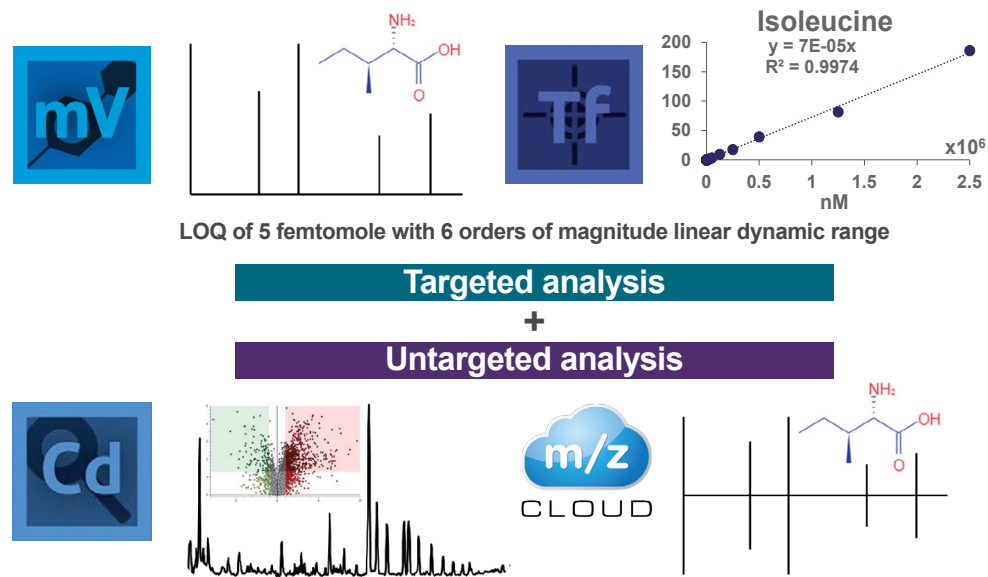 mV
NH₂
OH
O
Tf
Isoleucine
y = 7E-05x
R² = 0.9974
200
150
100
50
0
x10⁶
0 0.5 1 1.5 2 2.5
nM
LOQ of 5 femtomole with 6 orders of magnitude linear dynamic range
Targeted analysis
+
Untargeted analysis
Cd
m/z
CLOUD
NH₂
OH
O